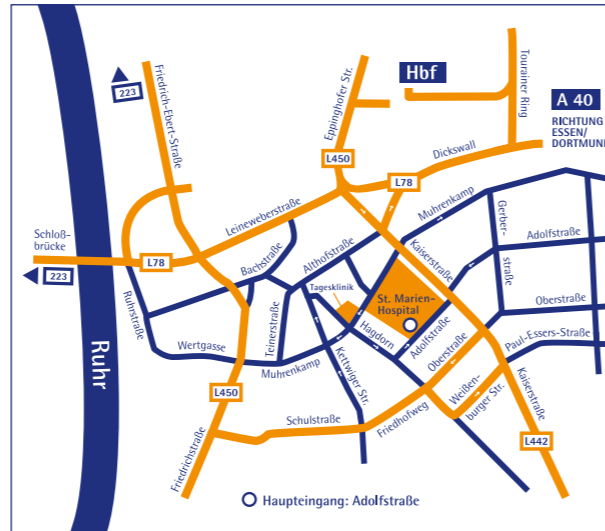 223
Friedrich-Ebert-Straße
Eppinghofer Str.
Hbf
Tourainer Ring
A 40
RICHTUNG
ESSEN/
DORTMUND
Dickswall
L450
L78
Leineweberstraße
Muhrenkamp
Gerber-
straße
Adolfstraße
Schloß-
brücke
L78
223
Bachstraße
Althofstraße
Kaiserstraße
Tagesklinik
St. Marien-
Hospital
Oberstraße
Ruhrstraße
Teinerstraße
Hagdorn
Adolfstraße
Oberstraße
Paul-Essers-Straße
Wertgasse
Muhrenkamp
Kettwiger Str.
Ruhr
L450
Weißen-
burger Str.
Kaiserstraße
Schulstraße
Friedhofweg
L442
Friedrichstraße
Haupteingang: Adolfstraße